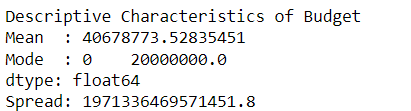 Descriptive Characteristics of Budget
Mean  : 40678773.52835451
Mode  : 0    20000000.0
dtype: float64
Spread: 1971336469571451.8